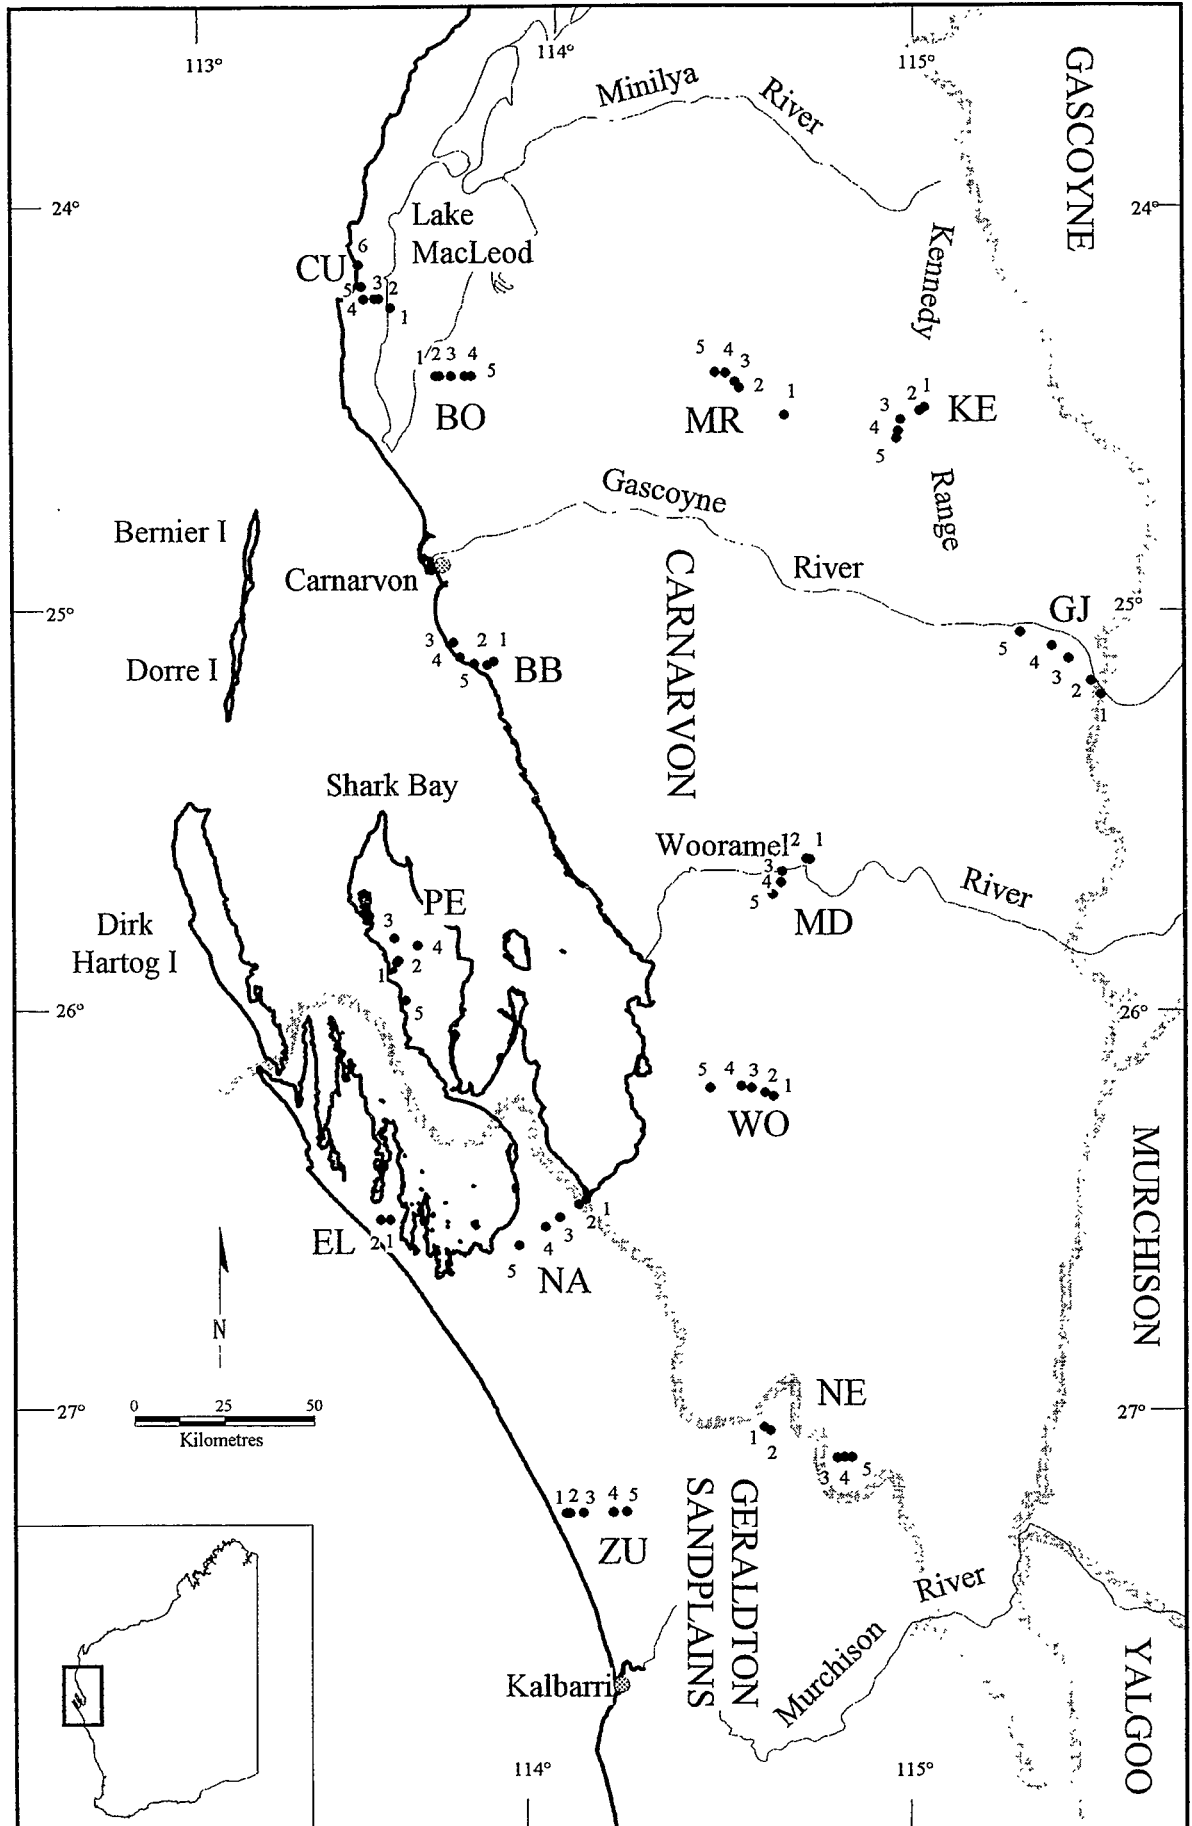 113°
114°
115°
GASCOYNE
Minilya
River
24°
24°
Lake
MacLeod
Kennedy
6
CU
5
3
2
4
1
1
2
3
4
5
BO
5
4
3
2
1
MR
1
2
3
4
5
KE
Range
Gascoyne
River
Bernier I
Carnarvon
CARNARVON
25°
25°
GJ
5
4
3
2
1
Dorre I
3
4
5
2
1
BB
Shark Bay
Wooramel
2
1
3
4
5
MD
River
PE
3
4
2
1
5
Dirk
Hartog I
26°
26°
5
4
3
2
1
WO
MURCHISON
EL
2
1
1
2
3
4
5
NA
N
0
25
50
Kilometres
27°
27°
NE
1
2
3
4
5
1
2
3
4
5
ZU
GERALDTON
SANDPLAINS
Murchison
River
Kalbarri
YALGOO
114°
115°